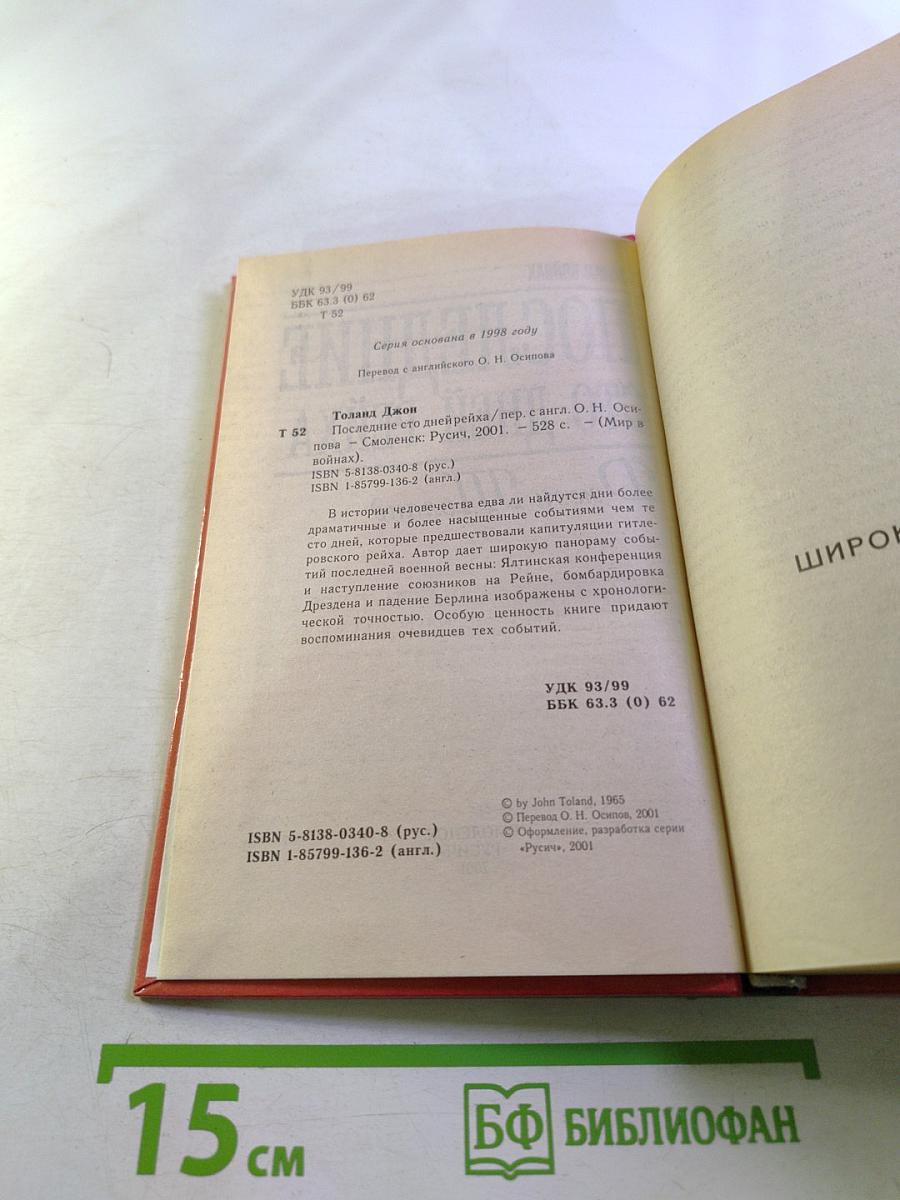 УДК 93/99
ББК 63.3 (0) 62
Т 52
Серия основана в 1998 году
Перевод с английского О. Н. Осипова
Толанд Джон
Т 52 Последние сто дней рейха / пер. с англ. О. Н. Оси-
пова – Смоленск: Русич, 2001. – 528 с. – (Мир в
войнах).
ISBN 5-8138-0340-8 (рус.)
ISBN 1-85799-136-2 (англ.)
В истории человечества едва ли найдутся дни более
драматичные и более насыщенные событиями чем те
сто дней, которые предшествовали капитуляции гитле-
ровского рейха. Автор дает широкую панораму собы-
тий последней военной весны: Ялтинская конференция
и наступление союзников на Рейне, бомбардировка
Дрездена и падение Берлина изображены с хронологи-
ческой точностью. Особую ценность книге придают
воспоминания очевидцев тех событий.
УДК 93/99
ББК 63.3 (0) 62
© by John Toland, 1965
© Перевод О. Н. Осипов, 2001
© Оформление, разработка серии
«Русич», 2001
ISBN 5-8138-0340-8 (рус.)
ISBN 1-85799-136-2 (англ.)
ШИРОК
15 см
БФ БИБЛИОФАН